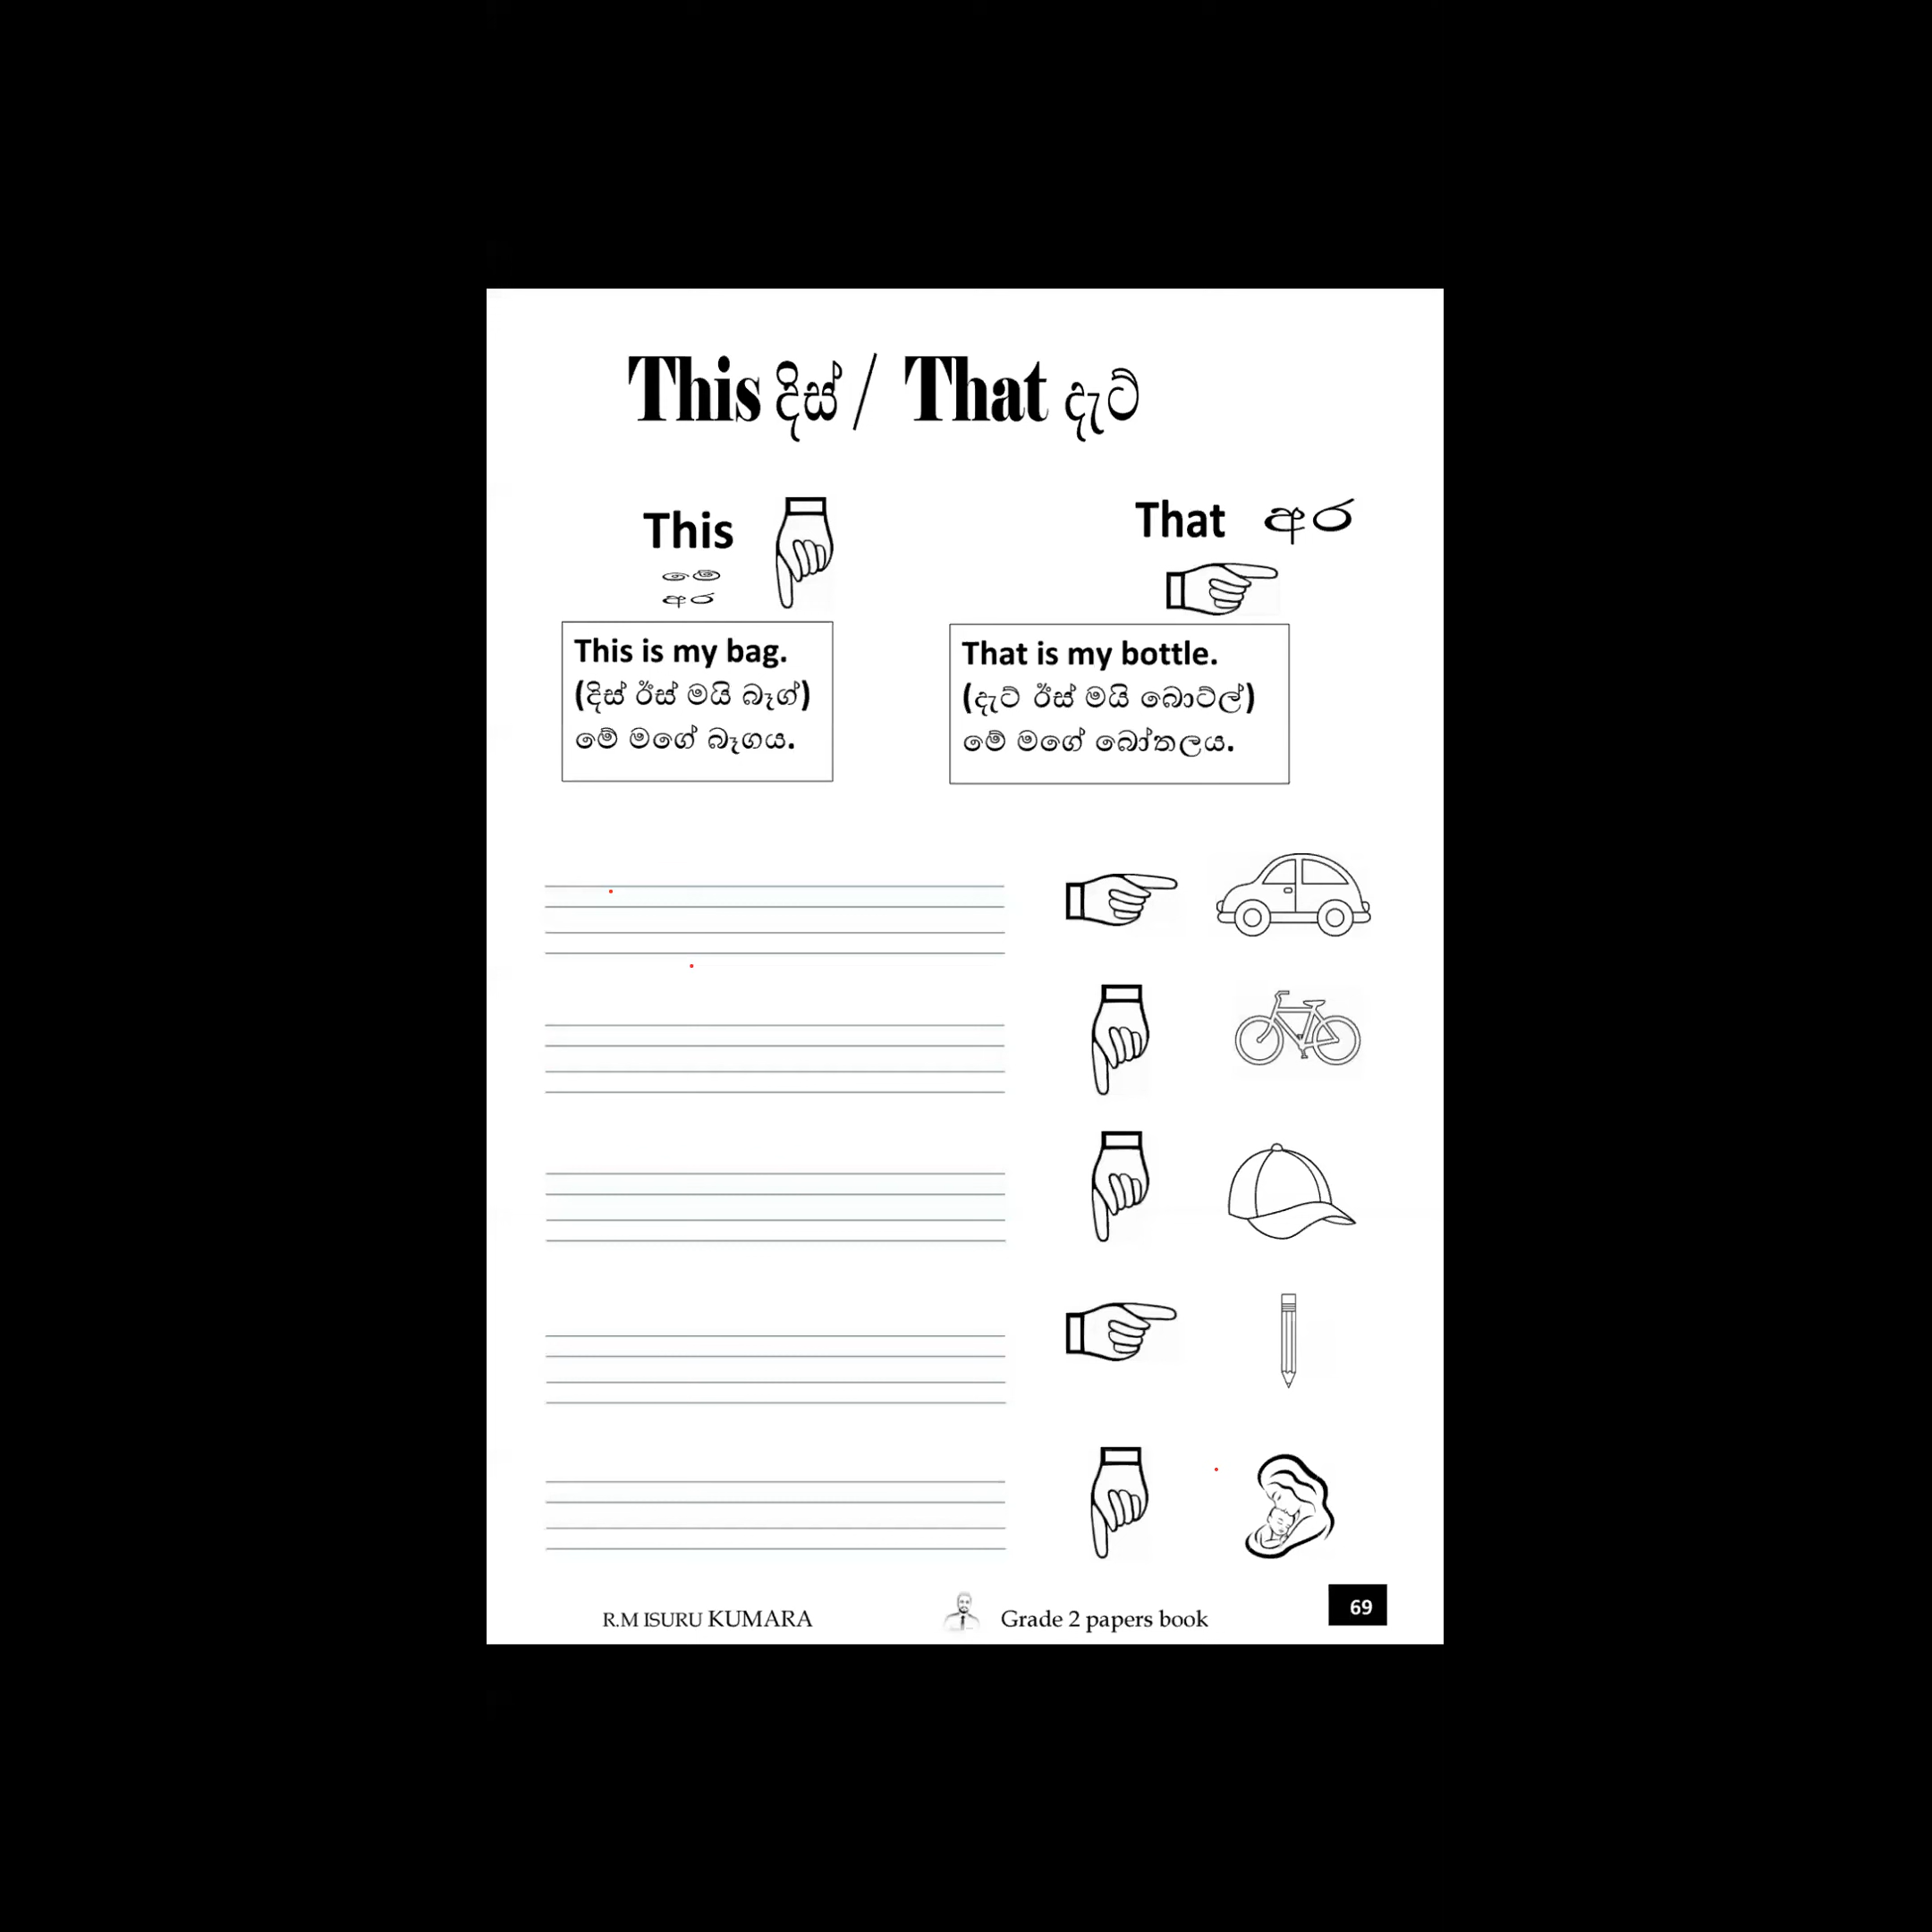 This දිස් / That දැට්
This
මේ
අර
That අර
This is my bag.
(දිස් ඊස් මයි බෑග්)
මේ මගේ බෑගය.
That is my bottle.
(දැට් ඊස් මයි බොට්ල්)
මේ මගේ බෝතලය.
R.M ISURU KUMARA
Grade 2 papers book
69